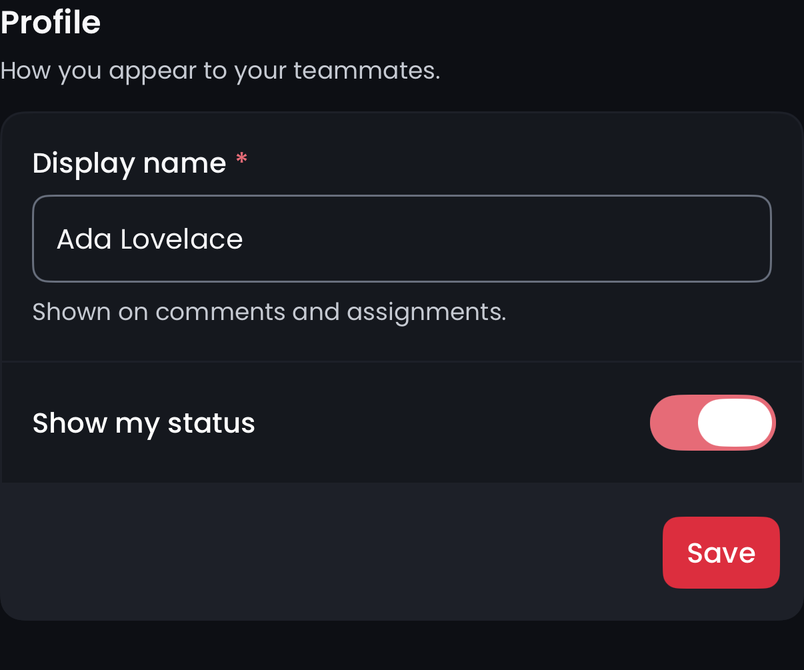 Profile
How you appear to your teammates.
Display name *
Ada Lovelace
Shown on comments and assignments.
Show my status
Save